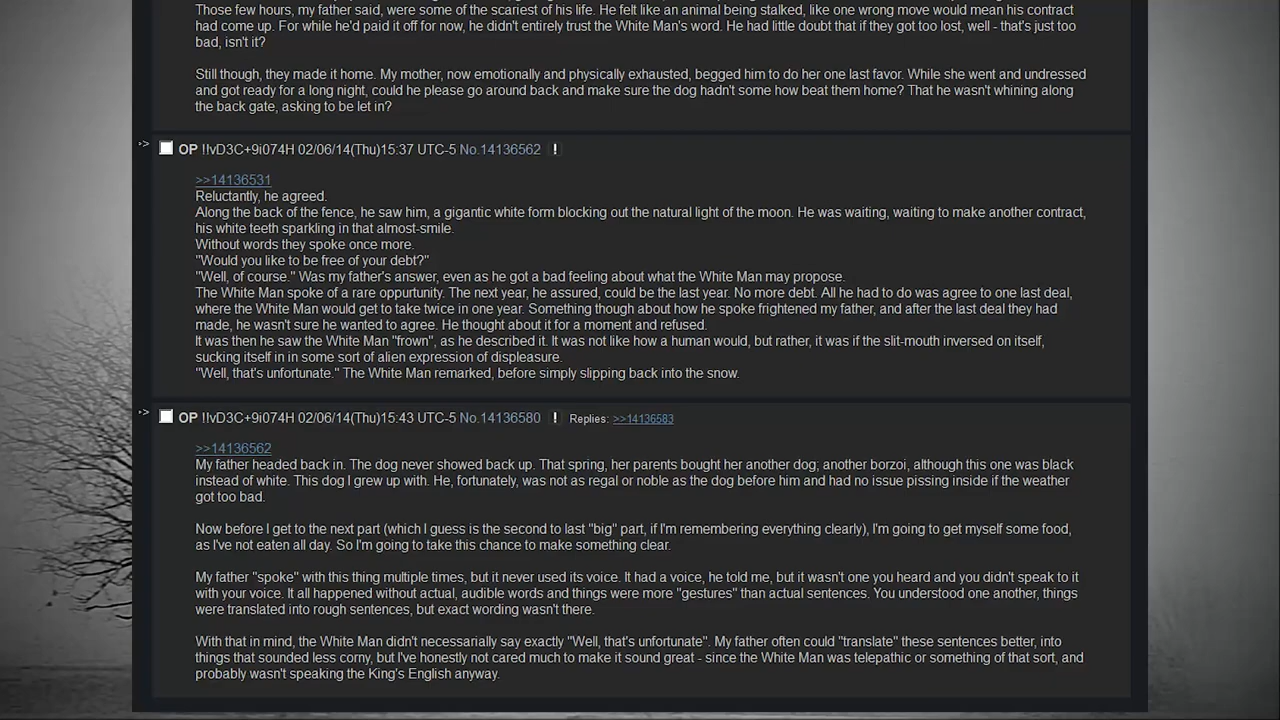 Those few hours, my father said, were some of the scariest of his life. He felt like an animal being stalked, like one wrong move would mean his contract
had come up. For while he'd paid it off for now, he didn't entirely trust the White Man's word. He had little doubt that if they got too lost, well - that's just too
bad, isn't it?
Still though, they made it home. My mother, now emotionally and physically exhausted, begged him to do her one last favor. While she went and undressed
and got ready for a long night, could he please go around back and make sure the dog hadn't some how beat them home? That he wasn't whining along
the back gate, asking to be let in?
>> OP !!vD3C+9i074H 02/06/14(Thu)15:37 UTC-5 No.14136562 !
>>14136531
Reluctantly, he agreed.
Along the back of the fence, he saw him, a gigantic white form blocking out the natural light of the moon. He was waiting, waiting to make another contract,
his white teeth sparkling in that almost-smile.
Without words they spoke once more.
"Would you like to be free of your debt?"
"Well, of course." Was my father's answer, even as he got a bad feeling about what the White Man may propose.
The White Man spoke of a rare oppurtunity. The next year, he assured, could be the last year. No more debt. All he had to do was agree to one last deal,
where the White Man would get to take twice in one year. Something though about how he spoke frightened my father, and after the last deal they had
made, he wasn't sure he wanted to agree. He thought about it for a moment and refused.
It was then he saw the White Man "frown", as he described it. It was not like how a human would, but rather, it was if the slit-mouth inversed on itself,
sucking itself in in some sort of alien expression of displeasure.
"Well, that's unfortunate." The White Man remarked, before simply slipping back into the snow.
>> OP !!vD3C+9i074H 02/06/14(Thu)15:43 UTC-5 No.14136580 ! Replies: >>14136583
>>14136562
My father headed back in. The dog never showed back up. That spring, her parents bought her another dog, another borzoi, although this one was black
instead of white. This dog I grew up with. He, fortunately, was not as regal or noble as the dog before him and had no issue pissing inside if the weather
got too bad.
Now before I get to the next part (which I guess is the second to last "big" part, if I'm remembering everything clearly), I'm going to get myself some food,
as I've not eaten all day. So I'm going to take this chance to make something clear.
My father "spoke" with this thing multiple times, but it never used its voice. It had a voice, he told me, but it wasn't one you heard and you didn't speak to it
with your voice. It all happened without actual, audible words and things were more "gestures" than actual sentences. You understood one another, things
were translated into rough sentences, but exact wording wasn't there.
With that in mind, the White Man didn't necessarially say exactly "Well, that's unfortunate". My father often could "translate" these sentences better, into
things that sounded less corny, but I've honestly not cared much to make it sound great - since the White Man was telepathic or something of that sort, and
probably wasn't speaking the King's English anyway.